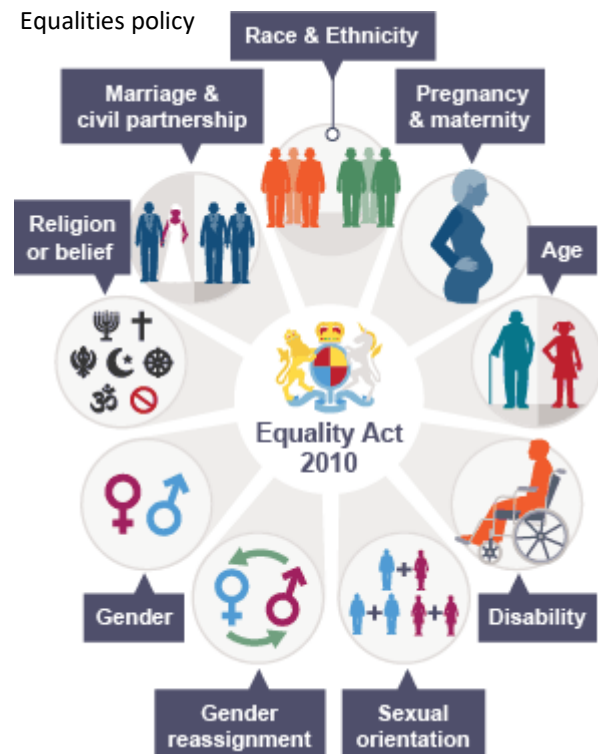 Equalities policy
Race & Ethnicity
Marriage &
civil partnership
Pregnancy
& maternity
Religion
or belief
Age
Equality Act
2010
Gender
Disability
Gender
reassignment
Sexual
orientation